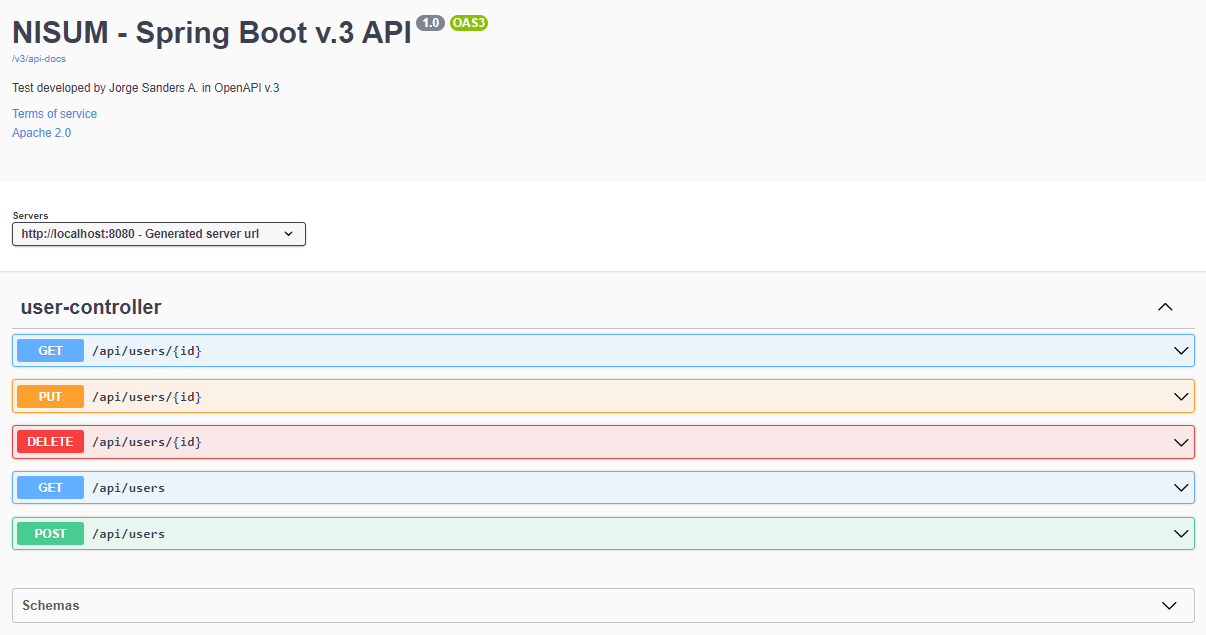 NISUM - Spring Boot v.3 API 1.0 OAS3
/v3/api-docs
Test developed by Jorge Sanders A. in OpenAPI v.3
Terms of service
Apache 2.0
Servers
http://localhost:8080 - Generated server url
user-controller
GET /api/users/{id}
PUT /api/users/{id}
DELETE /api/users/{id}
GET /api/users
POST /api/users
Schemas